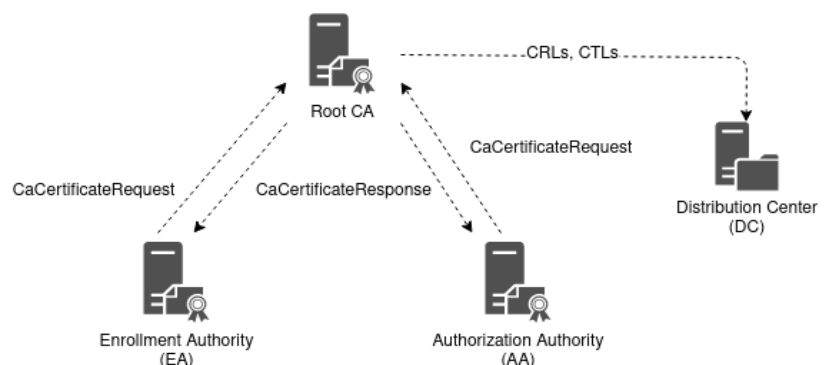 CRLs, CTLs
Root CA
CaCertificateRequest
CaCertificateRequest
CaCertificateResponse
Distribution Center
(DC)
Enrollment Authority
(EA)
Authorization Authority
(AA)